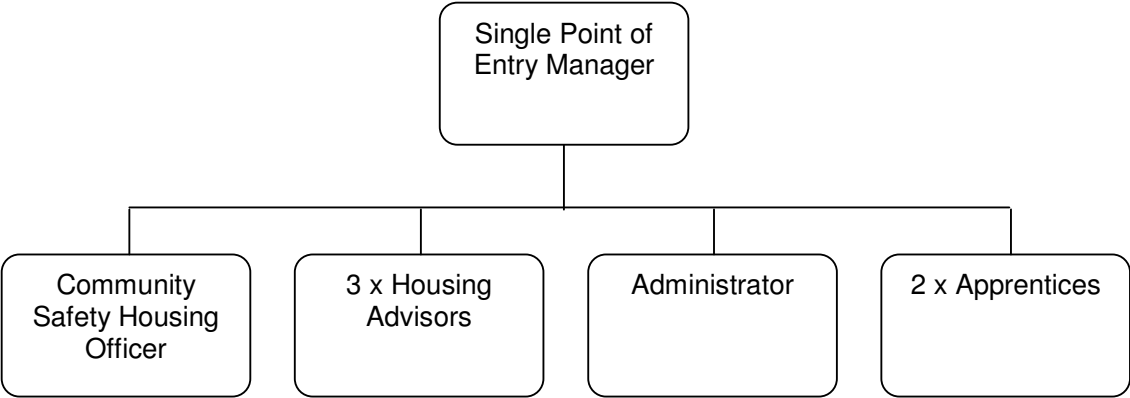 Single Point of
Entry Manager
Community
Safety Housing
Officer
3 x Housing
Advisors
Administrator
2 x Apprentices